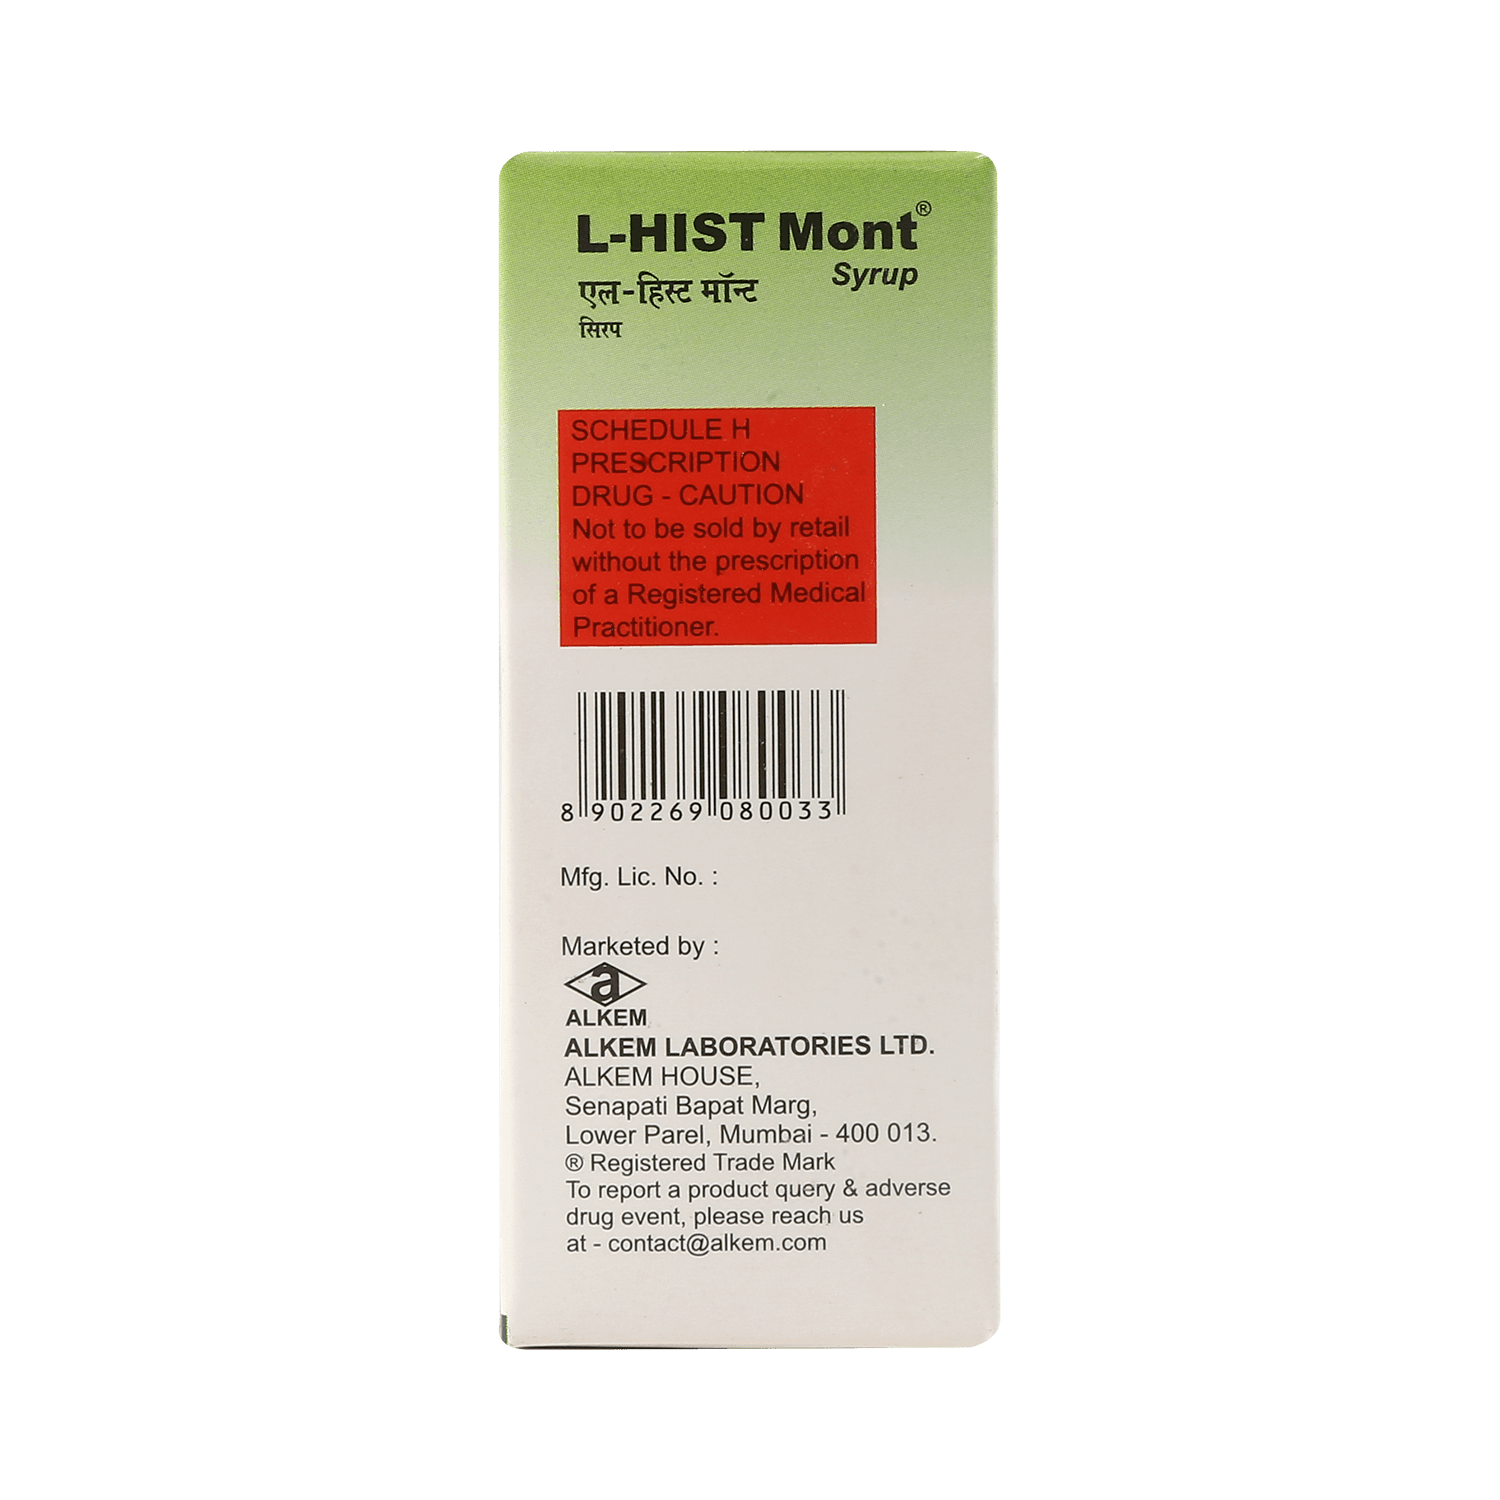 L-HIST Mont®
Syrup
एल-हिस्ट मॉन्ट
सिरप
SCHEDULE H
PRESCRIPTION
DRUG - CAUTION
Not to be sold by retail
without the prescription
of a Registered Medical
Practitioner.
8 902269 080033
Mfg. Lic. No. :
Marketed by :
a
ALKEM
ALKEM LABORATORIES LTD.
ALKEM HOUSE,
Senapati Bapat Marg,
Lower Parel, Mumbai - 400 013.
® Registered Trade Mark
To report a product query & adverse
drug event, please reach us
at - contact@alkem.com